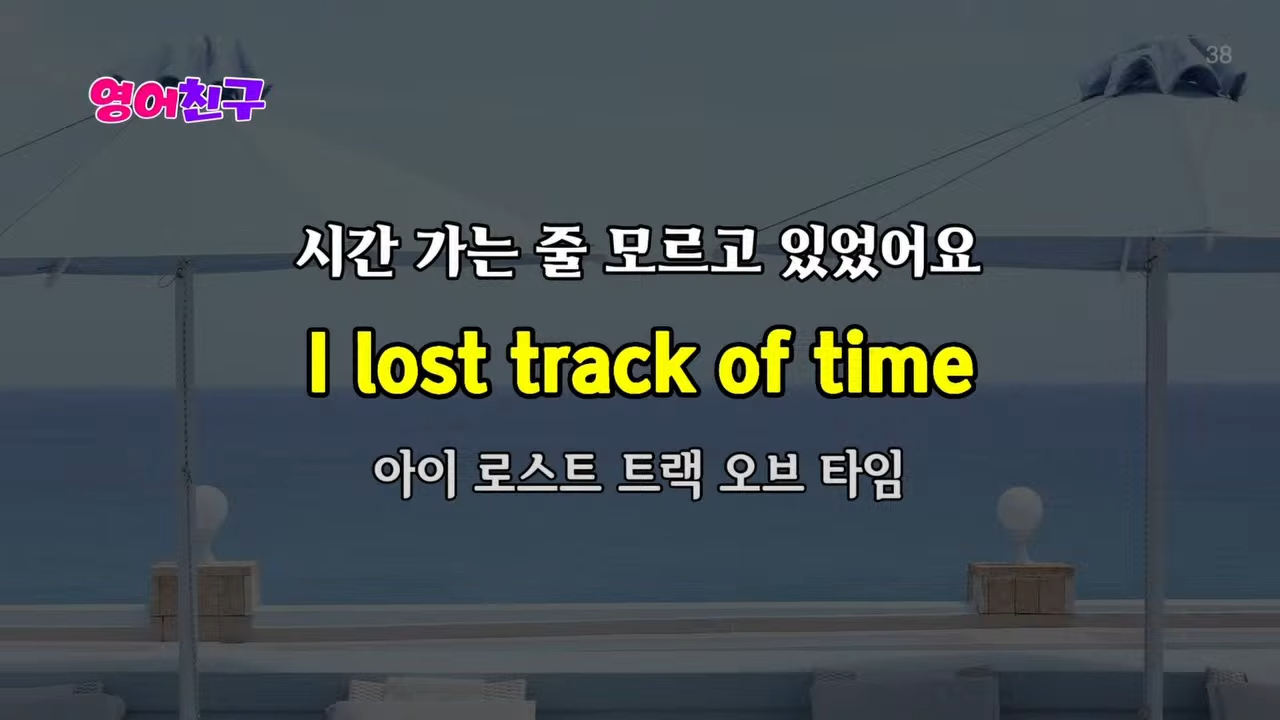 38
영어친구
시간 가는 줄 모르고 있었어요
I lost track of time
아이 로스트 트랙 오브 타임